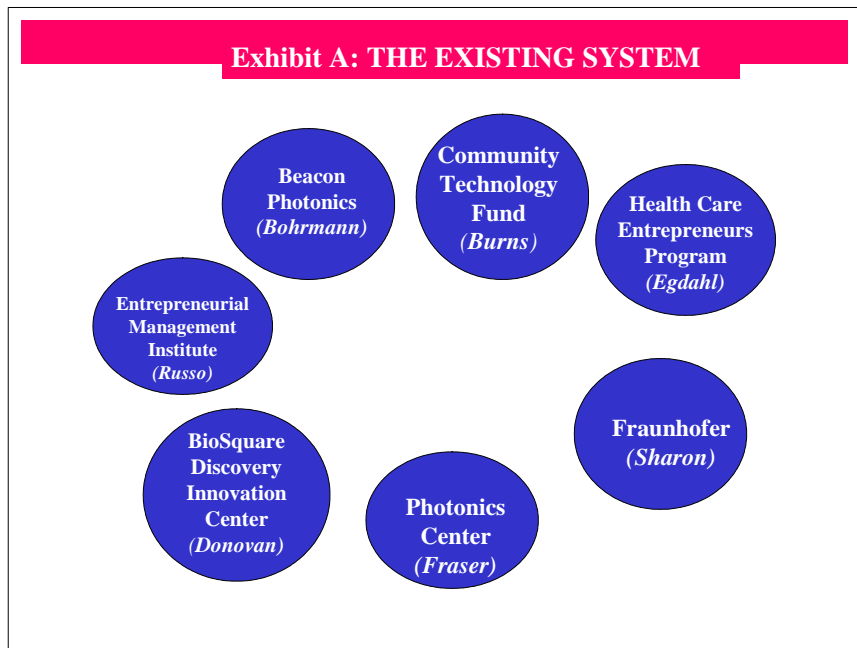 Exhibit A: THE EXISTING SYSTEM
Community
Technology
Fund
(Burns)
Beacon
Photonics
(Bohrmann)
Health Care
Entrepreneurs
Program
(Egdahl)
Entrepreneurial
Management
Institute
(Russo)
Fraunhofer
(Sharon)
BioSquare
Discovery
Innovation
Center
(Donovan)
Photonics
Center
(Fraser)